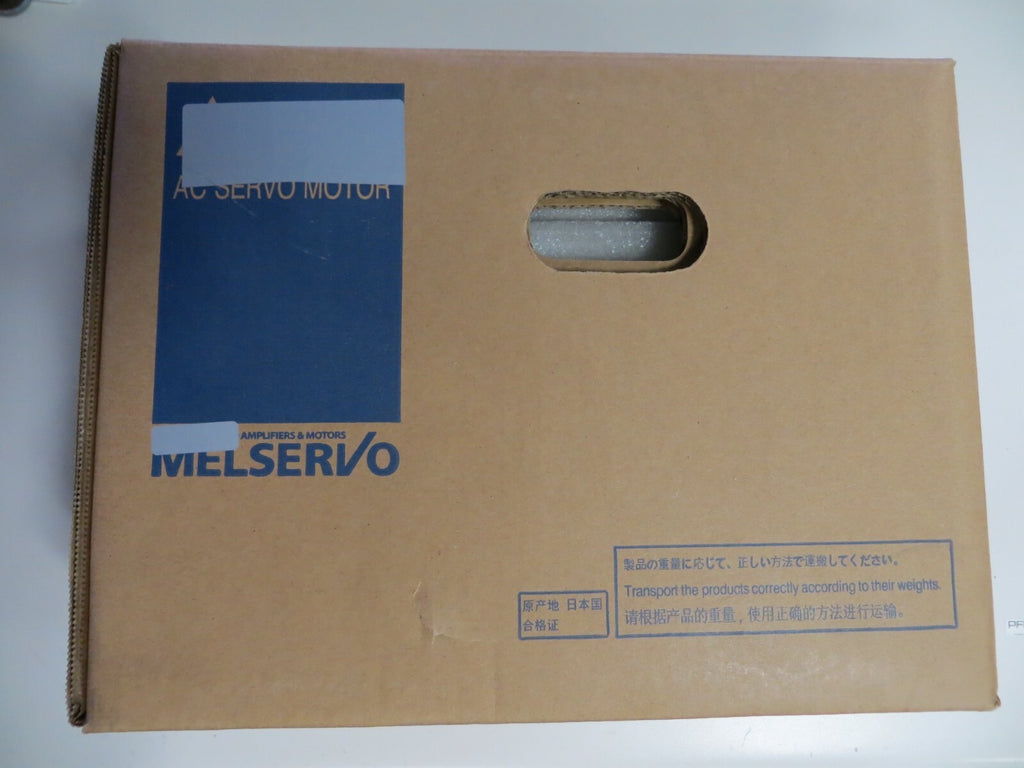 AC SERVO MOTOR
AMPLIFIERS & MOTORS
MELSERVO
製品の重量に応じて、正しい方法で運搬してください。
Transport the products correctly according to their weights.
请根据产品的重量，使用正确的方法进行运输。
原产地 日本国
合格证